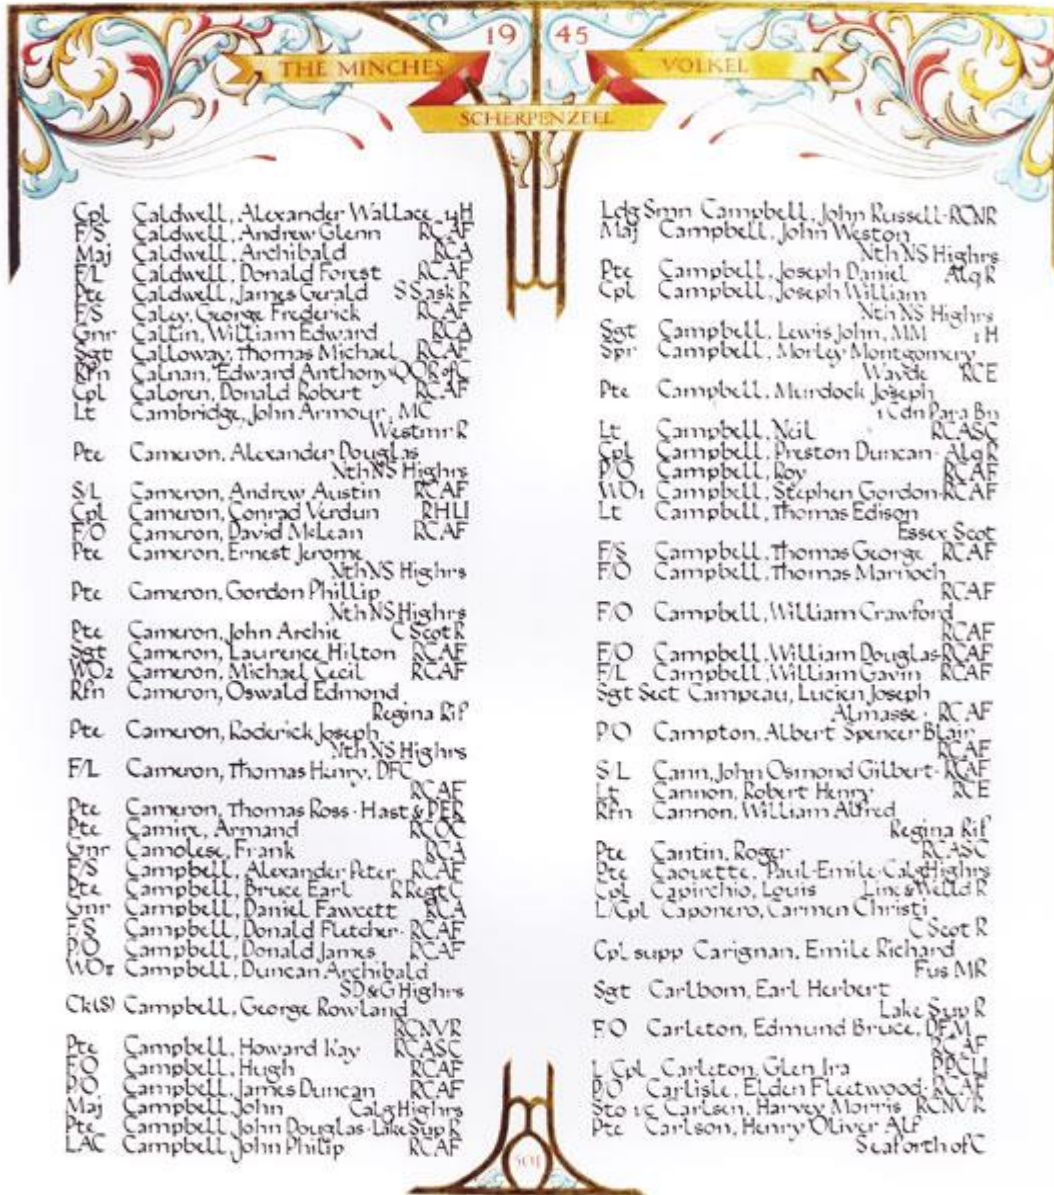 19 45
THE MINCHES VOLKEL
SCHERPENZEEL
Cpl Caldwell, Alexander Wallace 14H
F/S Caldwell, Andrew Glenn RCAF
Maj Caldwell, Archibald RCA
F/L Caldwell, Donald Forest RCAF
Pte Caldwell, James Gerald S Sask R
F/S Caley, George Frederick RCAF
Gnr Callin, William Edward RCA
Sgt Calloway, Thomas Michael RCAF
Rfn Calnan, Edward Anthony·QOR of C
Cpl Caloren, Donald Robert RCAF
Lt Cambridge, John Armour, MC
Westmr R
Pte Cameron, Alexander Douglas
Nth NS Highrs
S/L Cameron, Andrew Austin RCAF
Cpl Cameron, Conrad Verdun RHLI
F/O Cameron, David McLean RCAF
Pte Cameron, Ernest Jerome
Nth NS Highrs
Pte Cameron, Gordon Phillip
Nth NS Highrs
Pte Cameron, John Archie C Scot R
Sgt Cameron, Laurence Hilton RCAF
WO2 Cameron, Michael Cecil RCAF
Rfn Cameron, Oswald Edmond
Regina Rif
Pte Cameron, Roderick Joseph
Nth NS Highrs
F/L Cameron, Thomas Henry, DFC
RCAF
Pte Cameron, Thomas Ross · Hast & PER
Pte Camire, Armand RCOC
Gnr Camolese, Frank RCA
F/S Campbell, Alexander Peter RCAF
Pte Campbell, Bruce Earl R Regt C
Gnr Campbell, Daniel Fawcett RCA
F/S Campbell, Donald Fletcher · RCAF
P/O Campbell, Donald James RCAF
Campbell, Duncan Archibald
SD & G Highrs
Ck(S) Campbell, George Rowland
RCNVR
Pte Campbell, Howard Kay RCASC
F/O Campbell, Hugh RCAF
P/O Campbell, James Duncan RCAF
Maj Campbell, John Calg Highrs
Pte Campbell, John Douglas · Lake Sup R
LAC Campbell, John Philip RCAF
Ldg Smn Campbell, John Russell · RCNR
Maj Campbell, John Weston
Nth NS Highrs
Pte Campbell, Joseph Daniel Alq R
Cpl Campbell, Joseph William
Nth NS Highrs
Sgt Campbell, Lewis John, MM 1 H
Spr Campbell, Morley Montgomery
Wayde RCE
Pte Campbell, Murdock Joseph
1 Cdn Para Bn
Lt Campbell, Neil RCASC
Cpl Campbell, Preston Duncan · Alq R
P/O Campbell, Roy RCAF
WO1 Campbell, Stephen Gordon · RCAF
Lt Campbell, Thomas Edison
Essex Scot
F/S Campbell, Thomas George RCAF
F/O Campbell, Thomas Marnoch
RCAF
F/O Campbell, William Crawford
RCAF
F/O Campbell, William Douglas · RCAF
F/L Campbell, William Gavin RCAF
Sgt Sect Campeau, Lucien Joseph
Almasse · RCAF
P/O Campton, Albert Spencer Blair
RCAF
S/L Cann, John Osmond Gilbert · RCAF
Lt Cannon, Robert Henry RCE
Rfn Cannon, William Alfred
Regina Rif
Pte Cantin, Roger RCASC
Pte Caouette, Paul-Emile · Calg Highrs
Cpl Capirchio, Louis Linc & Welld R
L/Cpl Caponero, Carmen Christi
C Scot R
Cpl supp Carignan, Emile Richard
Fus MR
Sgt Carlbom, Earl Herbert
Lake Sup R
F/O Carleton, Edmund Bruce, DFM
RCAF
L/Cpl Carleton, Glen Ira PPCLI
P/O Carlisle, Elden Fleetwood · RCAF
Sto 1c Carlsen, Harvey Morris RCNVR
Pte Carlson, Henry Oliver Alf
Seaforth of C
501